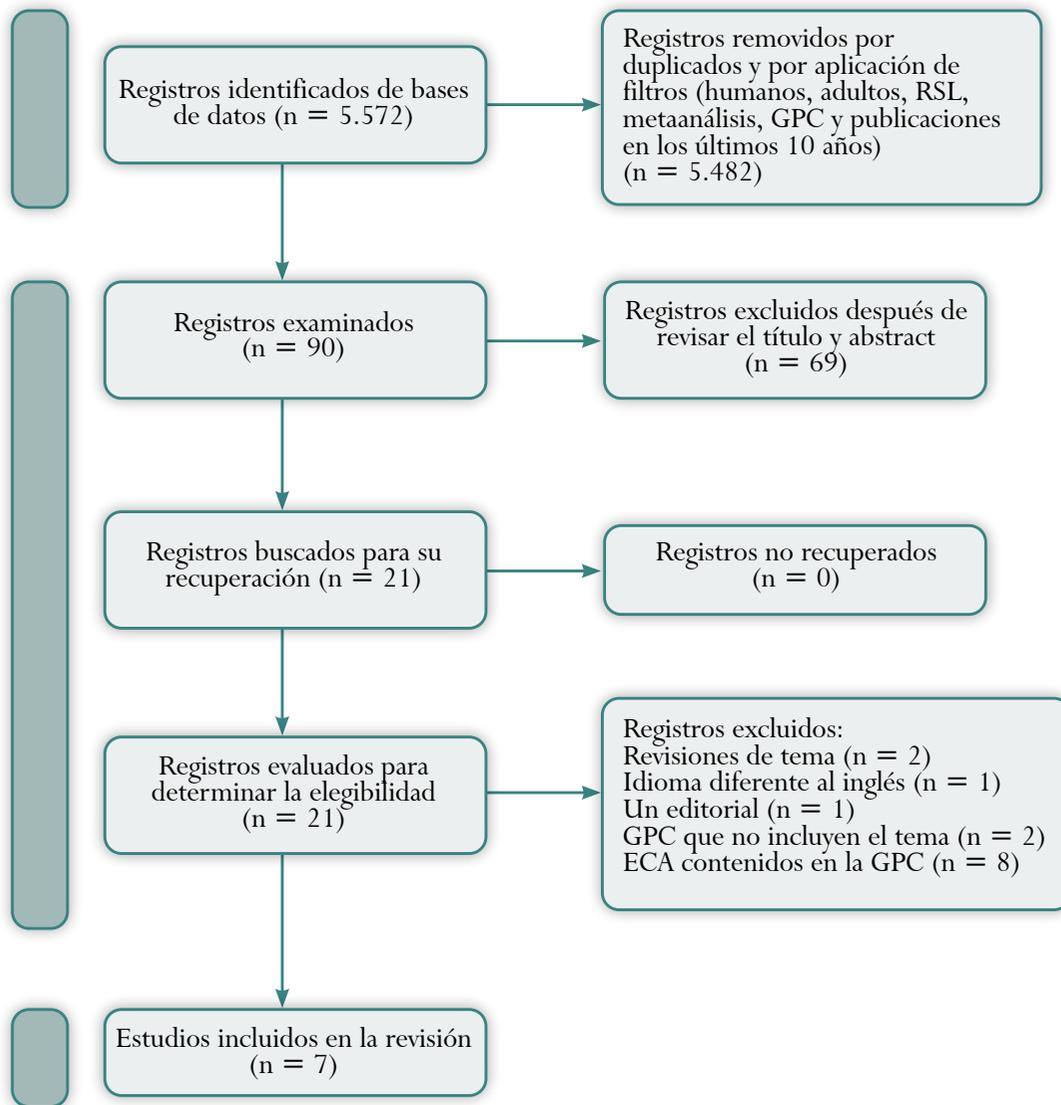 Registros identificados de bases
de datos (n = 5.572)
Registros removidos por
duplicados y por aplicación de
filtros (humanos, adultos, RSL,
metaanálisis, GPC y publicaciones
en los últimos 10 años)
(n = 5.482)
Registros examinados
(n = 90)
Registros excluidos después de
revisar el título y abstract
(n = 69)
Registros buscados para su
recuperación (n = 21)
Registros no recuperados
(n = 0)
Registros evaluados para
determinar la elegibilidad
(n = 21)
Registros excluidos:
Revisiones de tema (n = 2)
Idioma diferente al inglés (n = 1)
Un editorial (n = 1)
GPC que no incluyen el tema (n = 2)
ECA contenidos en la GPC (n = 8)
Estudios incluidos en la revisión
(n = 7)